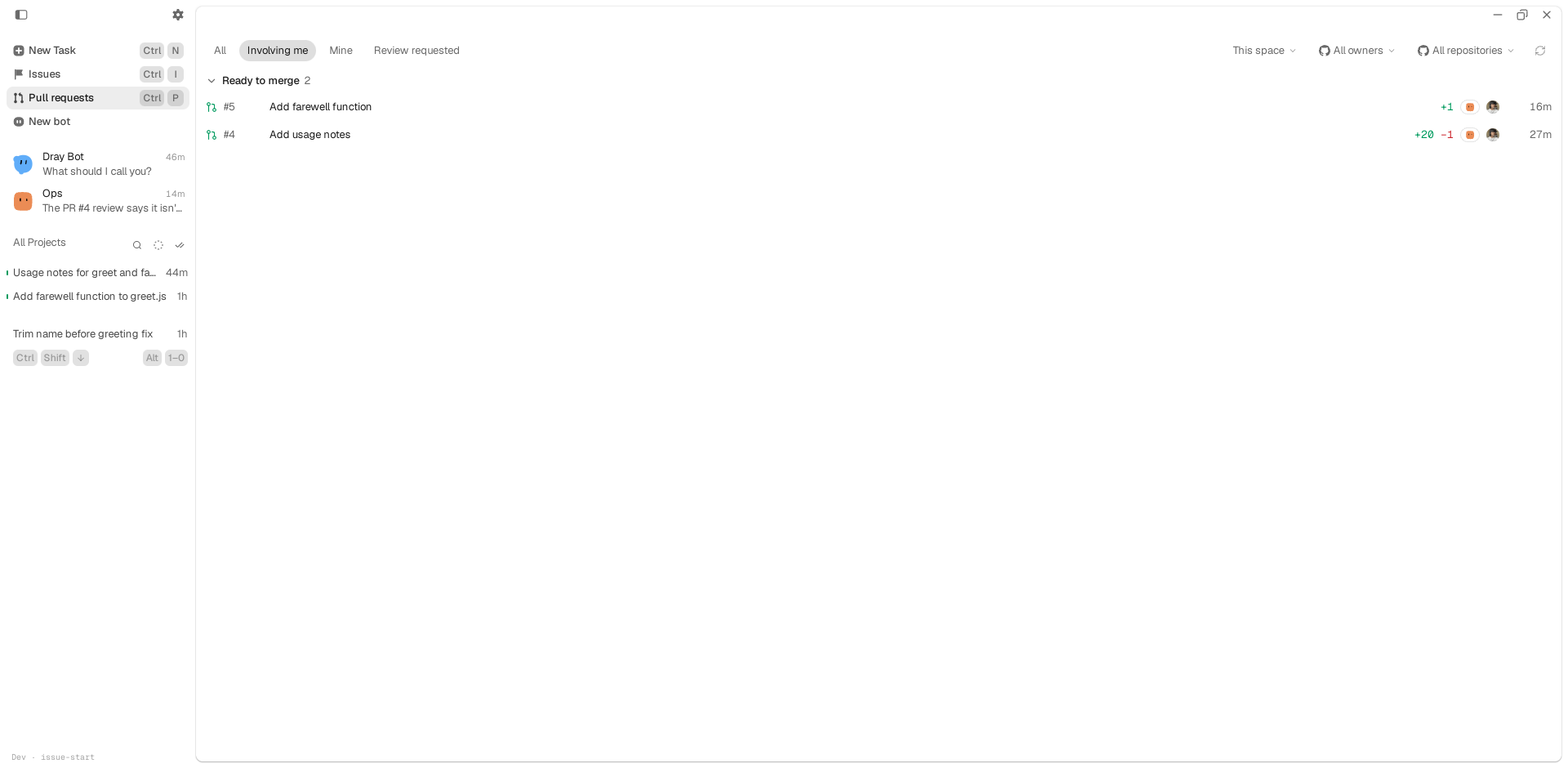 New Task Ctrl N
Issues Ctrl I
Pull requests Ctrl P
New bot
Dray Bot 46m
What should I call you?
Ops 14m
The PR #4 review says it isn'...
All Projects
Usage notes for greet and fa... 44m
Add farewell function to greet.js 1h
Trim name before greeting fix 1h
Ctrl Shift ↓ Alt 1–0
Dev · issue-start
All Involving me Mine Review requested This space All owners All repositories
Ready to merge 2
#5 Add farewell function +1 16m
#4 Add usage notes +20 −1 27m